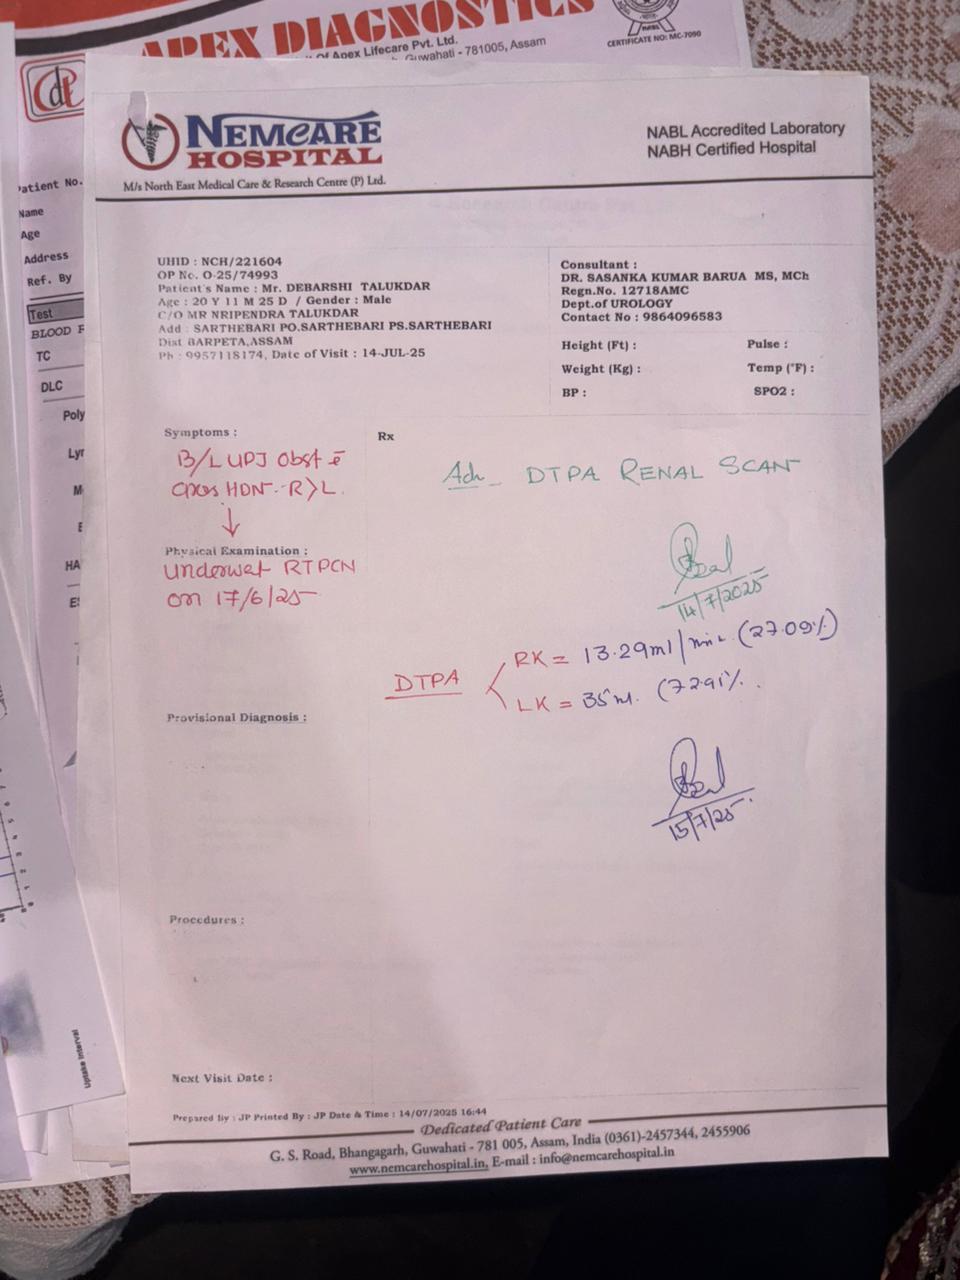 APEX DIAGNOSTICS
of Apex Lifecare Pvt. Ltd.
Guwahati - 781005, Assam
CERTIFICATE NO: MC-7090
NEMCARE
HOSPITAL
M/s North East Medical Care & Research Centre (P) Ltd.
NABL Accredited Laboratory
NABH Certified Hospital
Patient No.
Name
Age
Address
Ref. By
Test
BLOOD
TC
DLC
Poly
UHID : NCH/221604
OP No. O-25/74993
Patient's Name : Mr. DEBARSHI TALUKDAR
Age : 20 Y 11 M 25 D / Gender : Male
C/O MR NRIPENDRA TALUKDAR
Add : SARTHEBARI PO.SARTHEBARI PS.SARTHEBARI
Dist BARPETA,ASSAM
Ph : 9957118174, Date of Visit : 14-JUL-25
Consultant :
DR. SASANKA KUMAR BARUA MS, MCh
Regn.No. 12718AMC
Dept.of UROLOGY
Contact No : 9864096583
Height (Ft) : Pulse :
Weight (Kg) : Temp (°F) :
BP : SPO2 :
Symptoms :
B/L UPJ Obst c̄
HDN - R>L.
Rx
Adv DTPA RENAL SCAN
14/7/2025
Physical Examination :
Underwent RTPCN
on 17/6/25
DTPA
RK = 13.29ml/min (27.09%)
LK = 35 ml. (72.91%.
15/7/25
Provisional Diagnosis :
Procedures :
Next Visit Date :
Prepared By : JP Printed By : JP Date & Time : 14/07/2025 16:44
Dedicated Patient Care
G. S. Road, Bhangagarh, Guwahati - 781 005, Assam, India (0361)-2457344, 2455906
www.nemcarehospital.in, E-mail : info@nemcarehospital.in